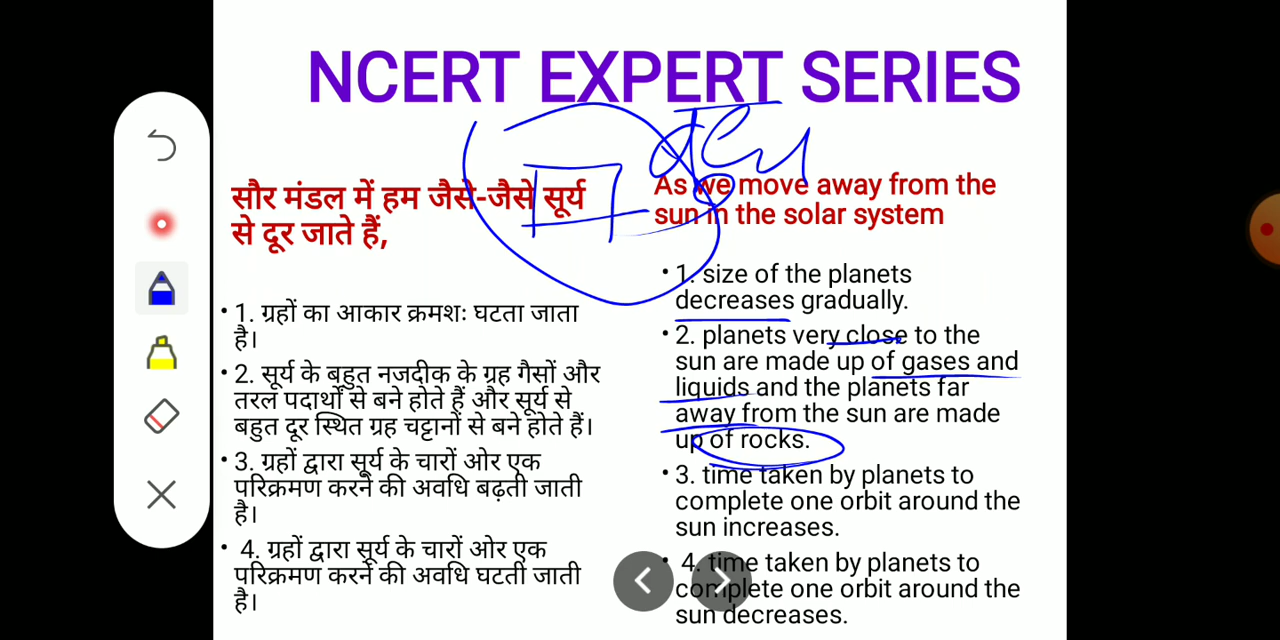 NCERT EXPERT SERIES
सौर मंडल में हम जैसे-जैसे सूर्य
से दूर जाते हैं,
1. ग्रहों का आकार क्रमशः घटता जाता
है।
2. सूर्य के बहुत नजदीक के ग्रह गैसों और
तरल पदार्थों से बने होते हैं और सूर्य से
बहुत दूर स्थित ग्रह चट्टानों से बने होते हैं।
3. ग्रहों द्वारा सूर्य के चारों ओर एक
परिक्रमण करने की अवधि बढ़ती जाती
है।
4. ग्रहों द्वारा सूर्य के चारों ओर एक
परिक्रमण करने की अवधि घटती जाती
है।
As we move away from the
sun in the solar system
1. size of the planets
decreases gradually.
2. planets very close to the
sun are made up of gases and
liquids and the planets far
away from the sun are made
up of rocks.
3. time taken by planets to
complete one orbit around the
sun increases.
4. time taken by planets to
complete one orbit around the
sun decreases.